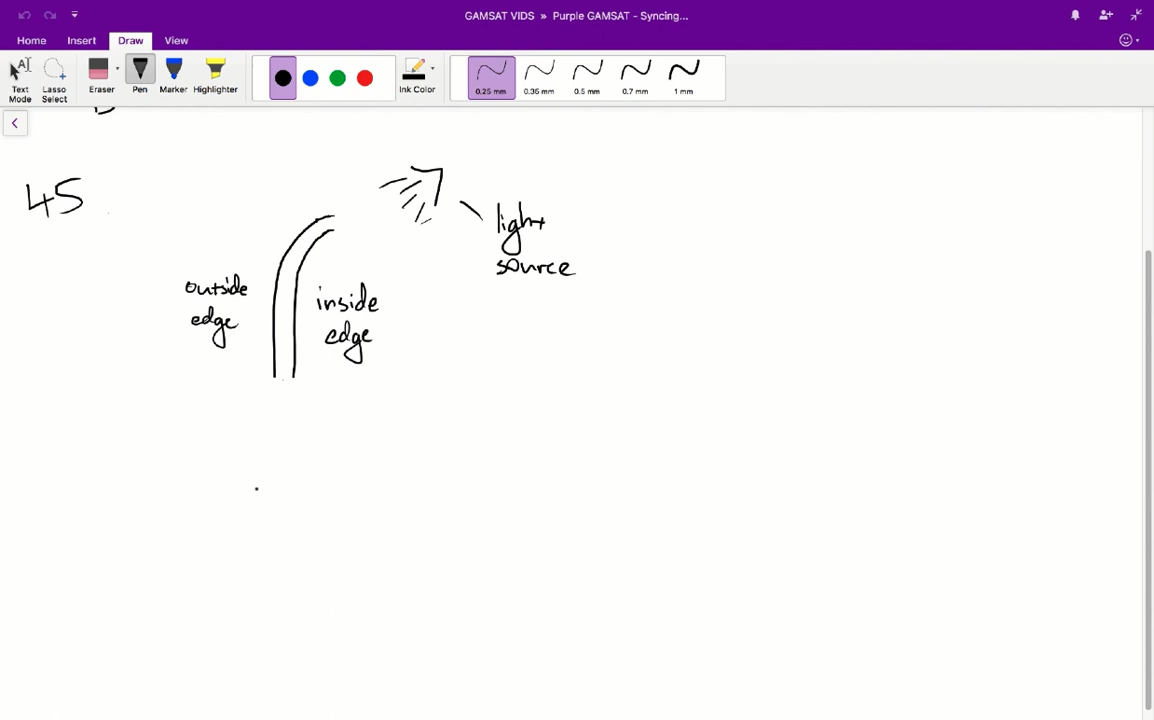 GAMSAT VIDS » Purple GAMSAT - Syncing...
Home Insert Draw View
Text Mode
Lasso Select
Eraser
Pen
Marker
Highlighter
Ink Color
0.25 mm
0.35 mm
0.5 mm
0.7 mm
1 mm
45
light
source
outside
edge
inside
edge